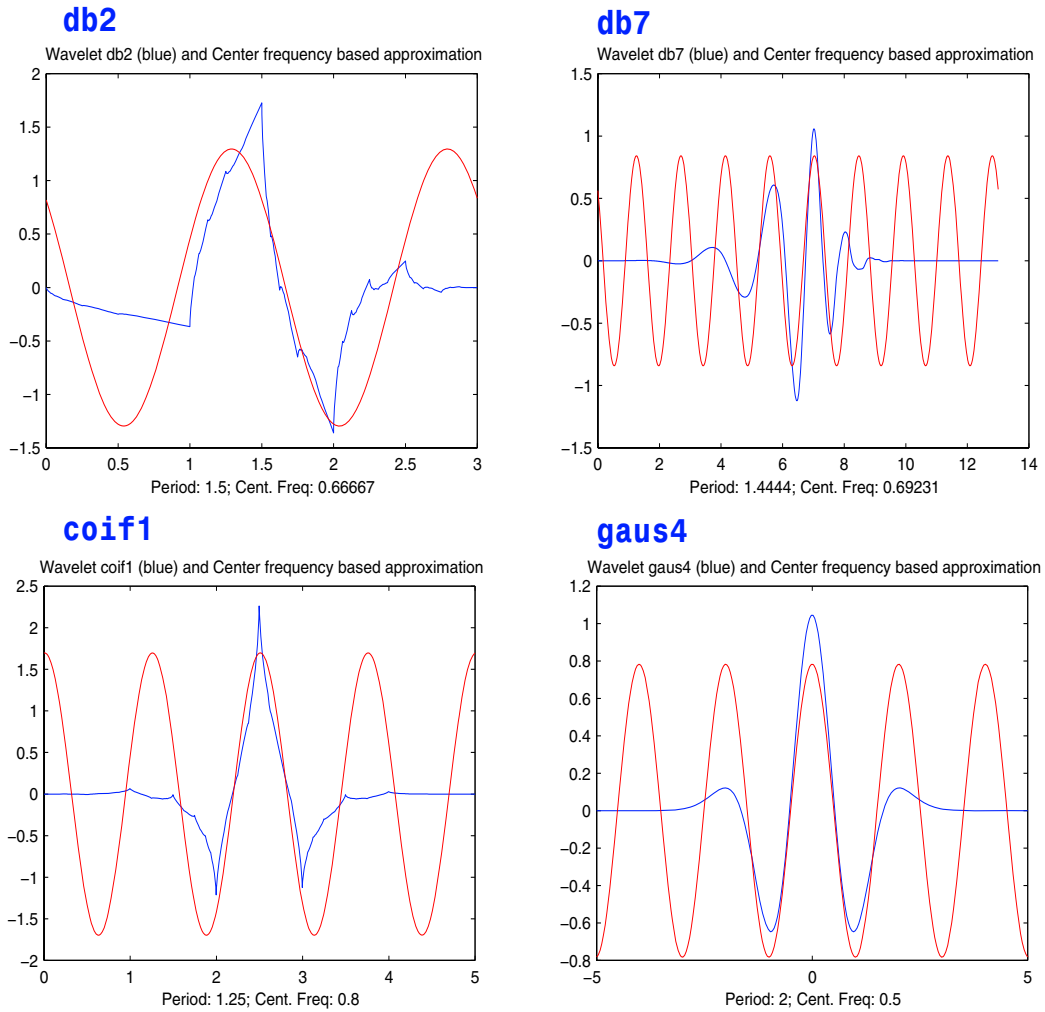 db2
Wavelet db2 (blue) and Center frequency based approximation
2
1.5
1
0.5
0
−0.5
−1
−1.5
0 0.5 1 1.5 2 2.5 3
Period: 1.5; Cent. Freq: 0.66667
db7
Wavelet db7 (blue) and Center frequency based approximation
1.5
1
0.5
0
−0.5
−1
−1.5
0 2 4 6 8 10 12 14
Period: 1.4444; Cent. Freq: 0.69231
coif1
Wavelet coif1 (blue) and Center frequency based approximation
2.5
2
1.5
1
0.5
0
−0.5
−1
−1.5
−2
0 1 2 3 4 5
Period: 1.25; Cent. Freq: 0.8
gaus4
Wavelet gaus4 (blue) and Center frequency based approximation
1.2
1
0.8
0.6
0.4
0.2
0
−0.2
−0.4
−0.6
−0.8
−5 0 5
Period: 2; Cent. Freq: 0.5